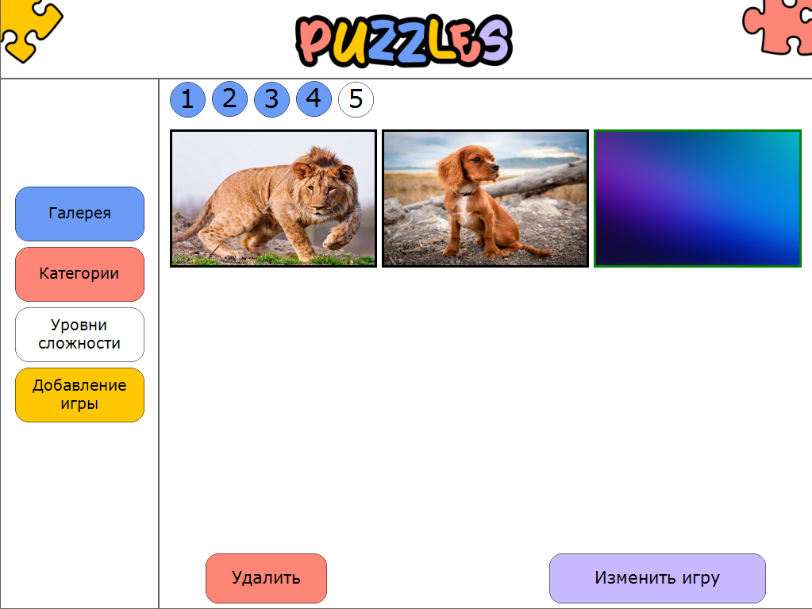 PUZZLES
1 2 3 4 5
Галерея
Категории
Уровни
сложности
Добавление
игры
Удалить
Изменить игру